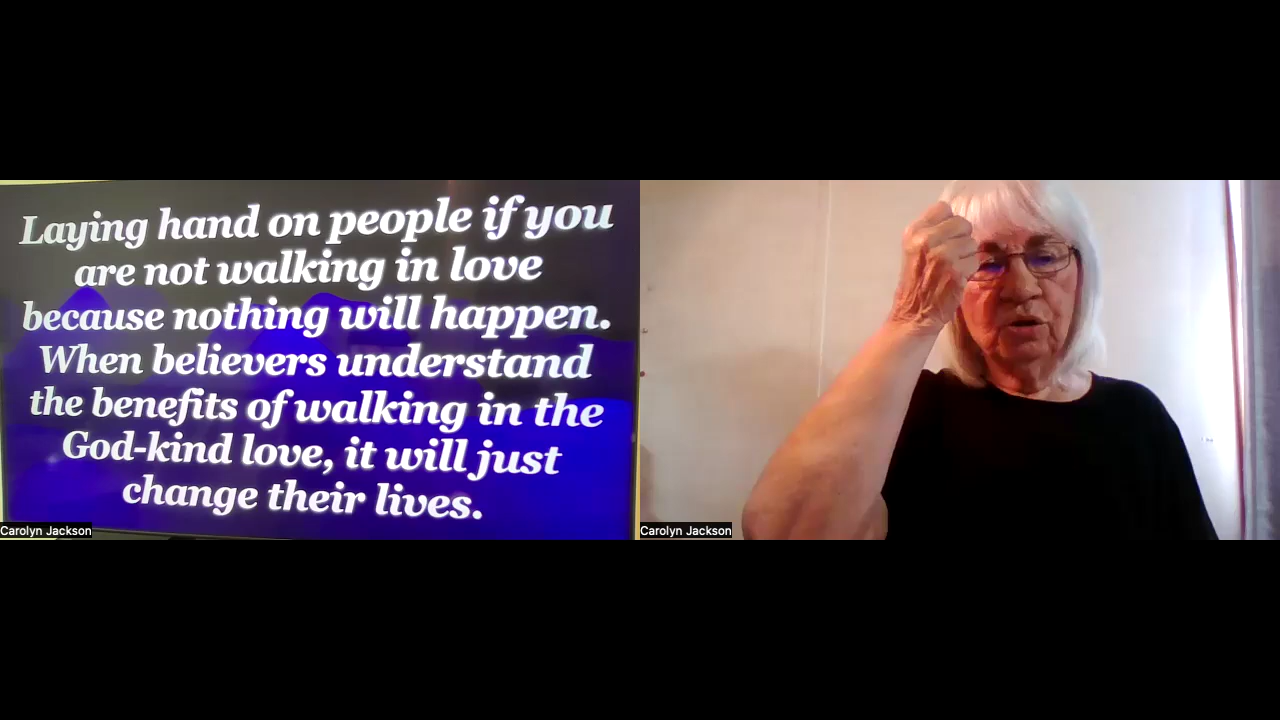 Laying hand on people if you
are not walking in love
because nothing will happen.
When believers understand
the benefits of walking in the
God-kind love, it will just
change their lives.
Carolyn Jackson
Carolyn Jackson